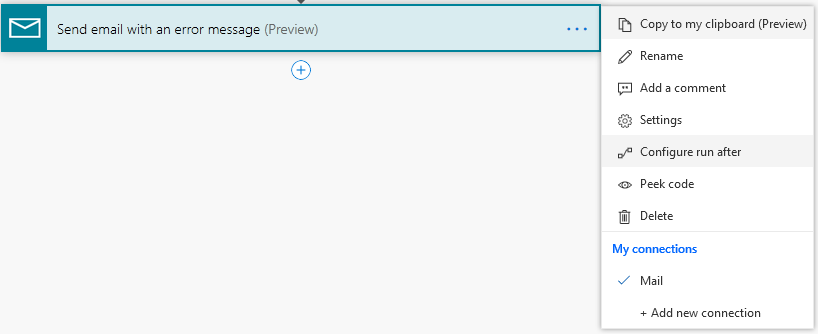 Send email with an error message (Preview)
Copy to my clipboard (Preview)
Rename
Add a comment
Settings
Configure run after
Peek code
Delete
My connections
Mail
+ Add new connection